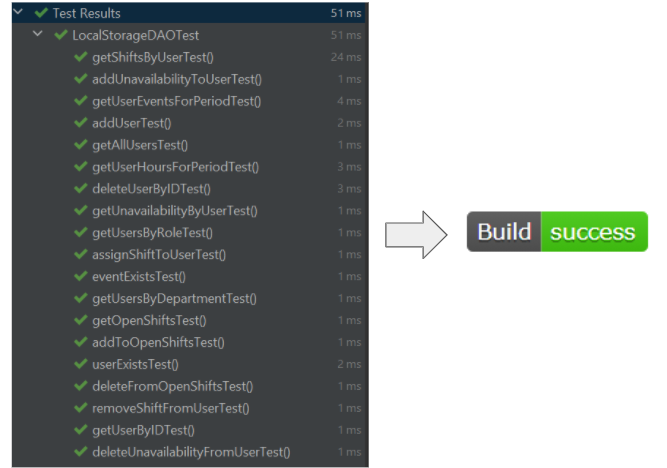 Test Results 51 ms
LocalStorageDAOTest 51 ms
getShiftsByUserTest() 24 ms
addUnavailabilityToUserTest() 1 ms
getUserEventsForPeriodTest() 4 ms
addUserTest() 2 ms
getAllUsersTest() 1 ms
getUserHoursForPeriodTest() 3 ms
deleteUserByIDTest() 3 ms
getUnavailabilityByUserTest() 1 ms
getUsersByRoleTest() 1 ms
assignShiftToUserTest() 1 ms
eventExistsTest() 1 ms
getUsersByDepartmentTest() 1 ms
getOpenShiftsTest() 1 ms
addToOpenShiftsTest() 1 ms
userExistsTest() 2 ms
deleteFromOpenShiftsTest() 1 ms
removeShiftFromUserTest() 1 ms
getUserByIDTest() 1 ms
deleteUnavailabilityFromUserTest() 1 ms
Build success